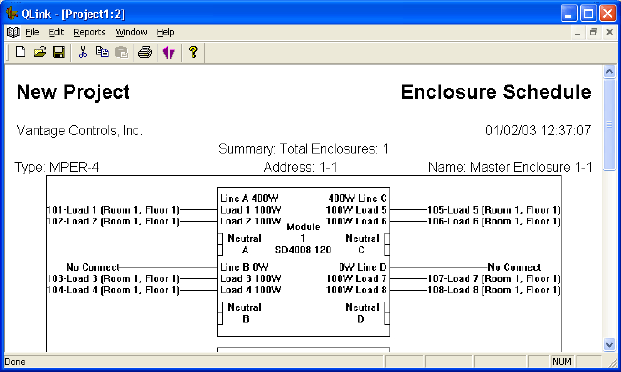 QLink - [Project1:2]
File Edit Reports Window Help
New Project Enclosure Schedule
Vantage Controls, Inc. 01/02/03 12:37:07
Summary: Total Enclosures: 1
Type: MPER-4 Address: 1-1 Name: Master Enclosure 1-1
Line A 400W 400W Line C
101-Load 1 (Room 1, Floor 1) Load 1 100W 100W Load 5 105-Load 5 (Room 1, Floor 1)
102-Load 2 (Room 1, Floor 1) Load 2 100W 100W Load 6 106-Load 6 (Room 1, Floor 1)
Module
Neutral 1 Neutral
A SD4008 120 C
No Connect Line B 0W 0W Line D No Connect
103-Load 3 (Room 1, Floor 1) Load 3 100W 100W Load 7 107-Load 7 (Room 1, Floor 1)
104-Load 4 (Room 1, Floor 1) Load 4 100W 100W Load 8 108-Load 8 (Room 1, Floor 1)
Neutral Neutral
B D
Done NUM